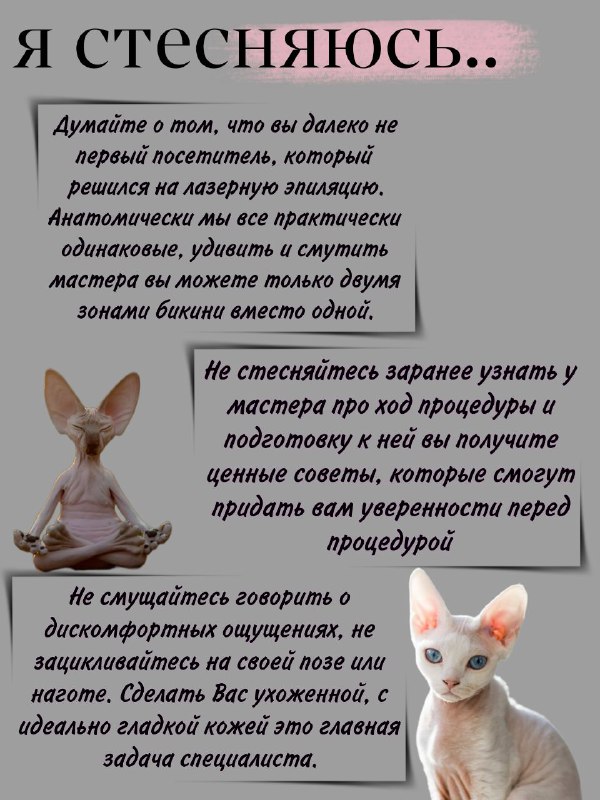 я стесняюсь..
Думайте о том, что вы далеко не
первый посетитель, который
решился на лазерную эпиляцию.
Анатомически мы все практически
одинаковые, удивить и смутить
мастера вы можете только двумя
зонами бикини вместо одной.
Не стесняйтесь заранее узнать у
мастера про ход процедуры и
подготовку к ней вы получите
ценные советы, которые смогут
придать вам уверенности перед
процедурой
Не смущайтесь говорить о
дискомфортных ощущениях, не
зацикливайтесь на своей позе или
наготе. Сделать Вас ухоженной, с
идеально гладкой кожей это главная
задача специалиста.